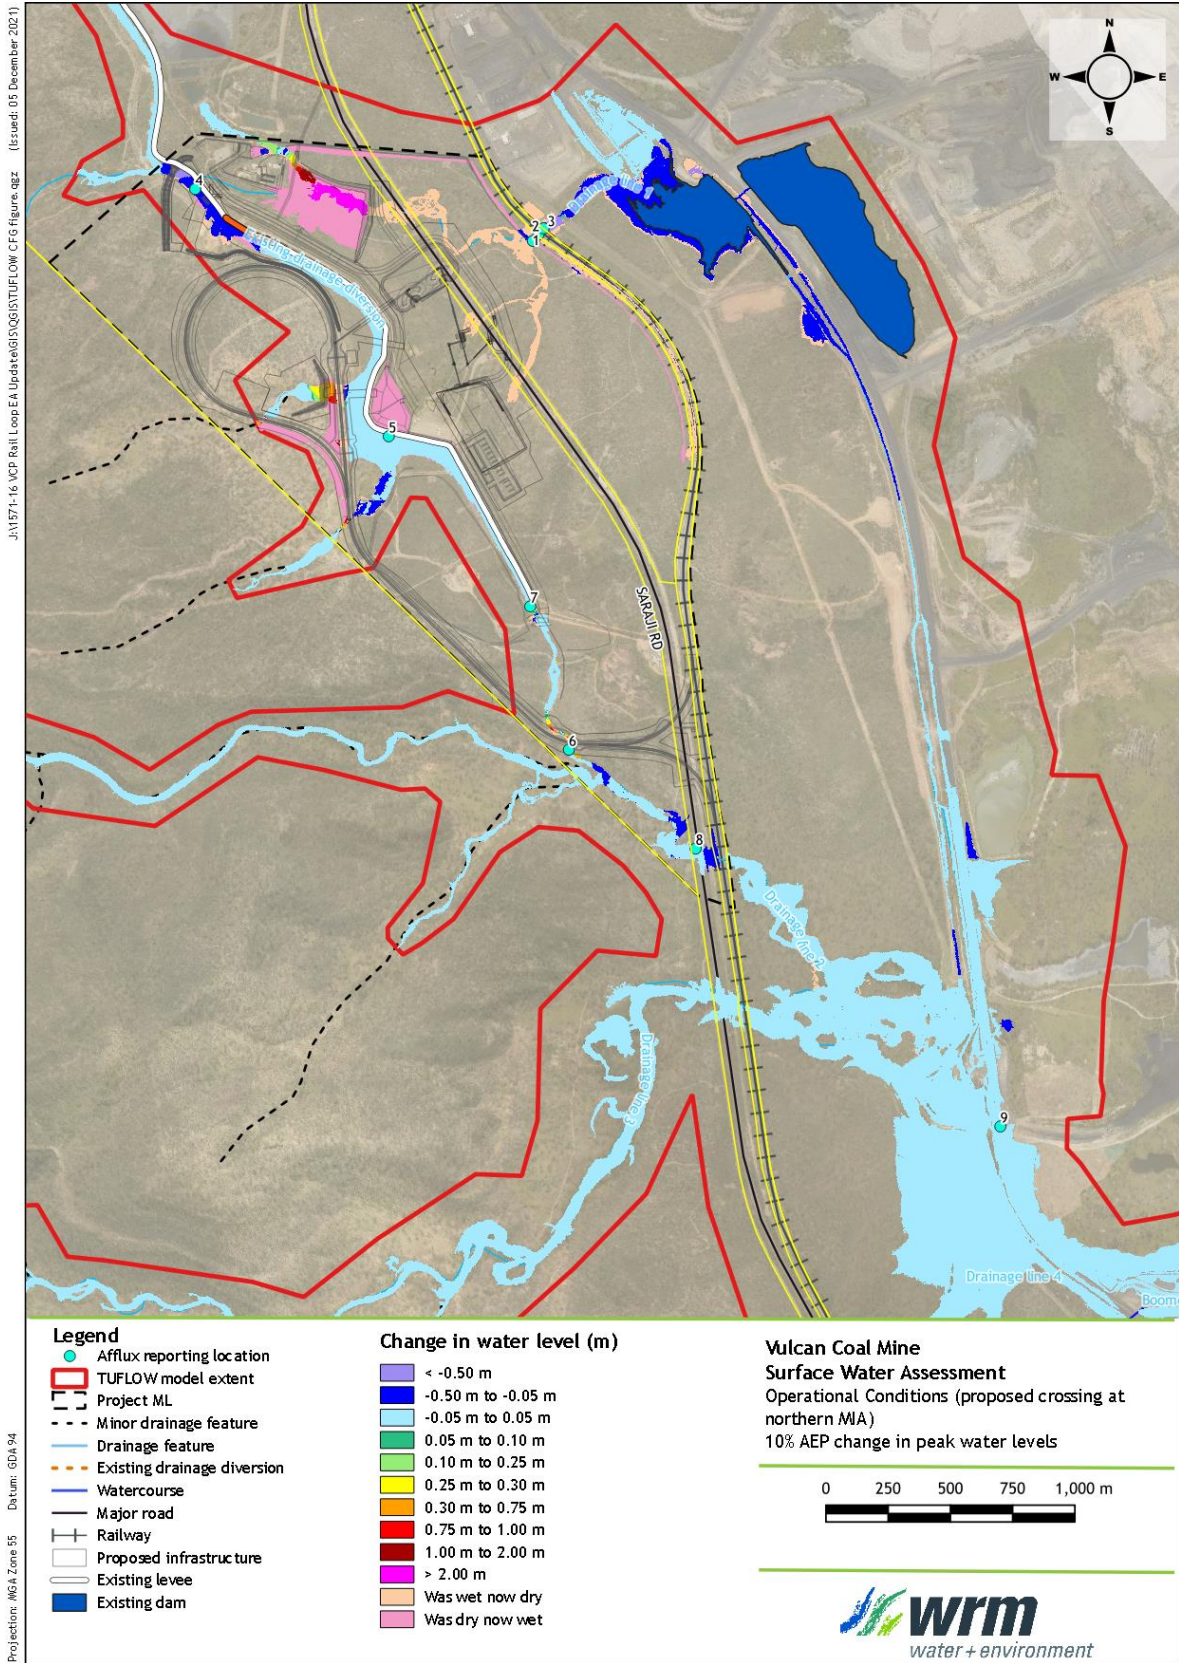 J:\1571-16 VCP Rail Loop EA Update\GIS\QGIS\TUFLOW CFG figure.qgz (Issued: 05 December 2021)
Projection: MGA Zone 55 Datum: GDA94
N
W
E
S
4
2
3
1
Drainage line
Existing drainage diversion
5
7
SARAJI RD
6
8
Drainage line 2
Drainage line 3
9
Drainage line 4
Boome
Legend
Afflux reporting location
TUFLOW model extent
Project ML
Minor drainage feature
Drainage feature
Existing drainage diversion
Watercourse
Major road
Railway
Proposed infrastructure
Existing levee
Existing dam
Change in water level (m)
< -0.50 m
-0.50 m to -0.05 m
-0.05 m to 0.05 m
0.05 m to 0.10 m
0.10 m to 0.25 m
0.25 m to 0.30 m
0.30 m to 0.75 m
0.75 m to 1.00 m
1.00 m to 2.00 m
> 2.00 m
Was wet now dry
Was dry now wet
Vulcan Coal Mine
Surface Water Assessment
Operational Conditions (proposed crossing at
northern MIA)
10% AEP change in peak water levels
0 250 500 750 1,000 m
wrm
water + environment